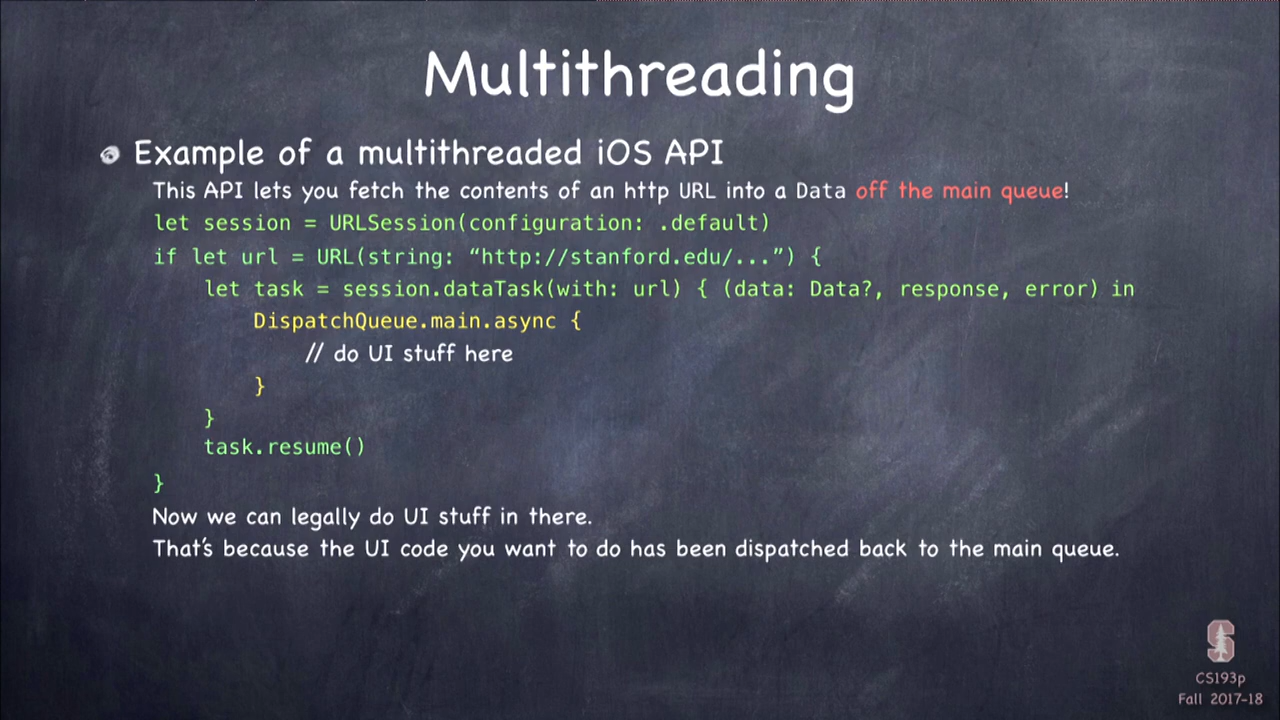 Multithreading
Example of a multithreaded iOS API
This API lets you fetch the contents of an http URL into a Data off the main queue!
let session = URLSession(configuration: .default)
if let url = URL(string: “http://stanford.edu/...”) {
let task = session.dataTask(with: url) { (data: Data?, response, error) in
DispatchQueue.main.async {
// do UI stuff here
}
}
task.resume()
}
Now we can legally do UI stuff in there.
That’s because the UI code you want to do has been dispatched back to the main queue.
S
CS193p
Fall 2017-18